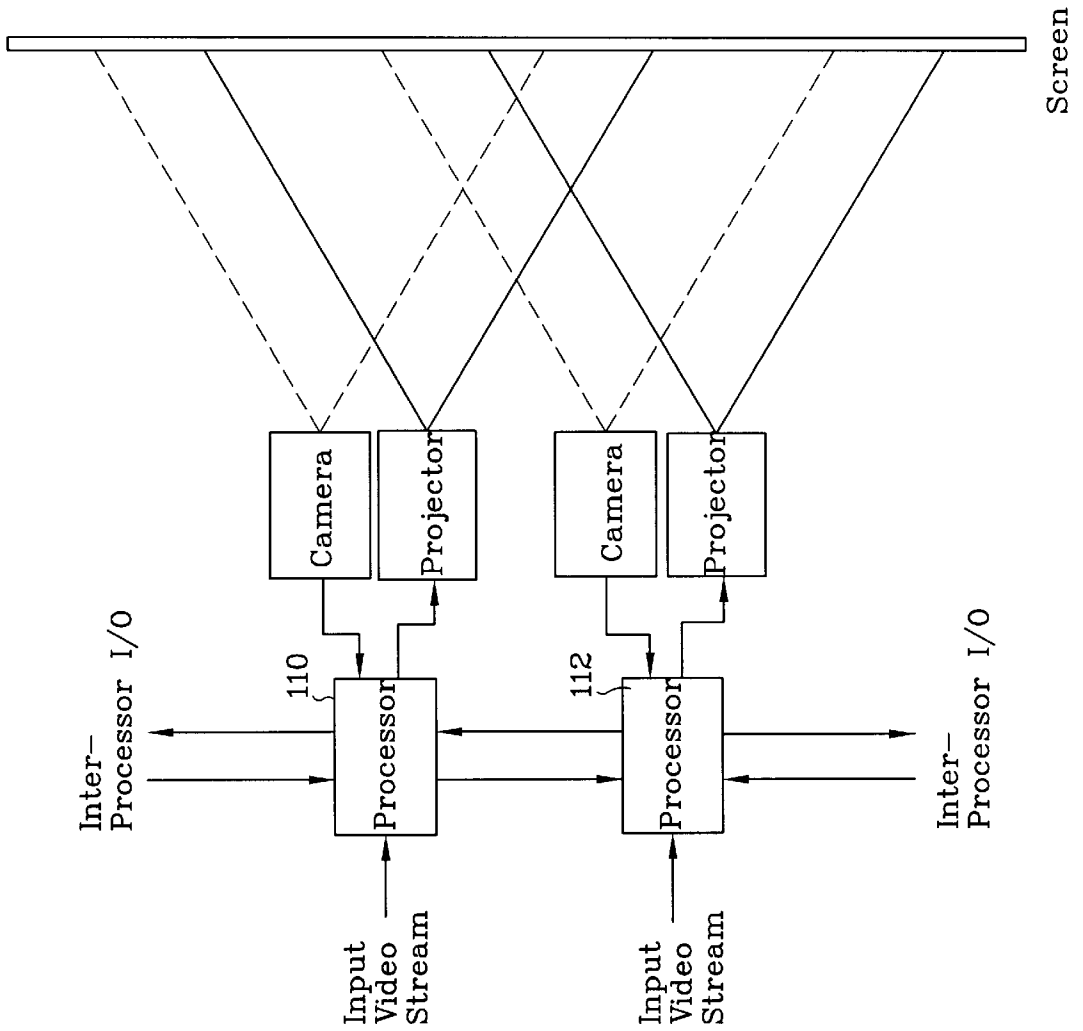 Inter-
Processor I/O
Input
Video
Stream
110
Processor
Camera
Projector
Input
Video
Stream
112
Processor
Camera
Projector
Inter-
Processor I/O
Screen